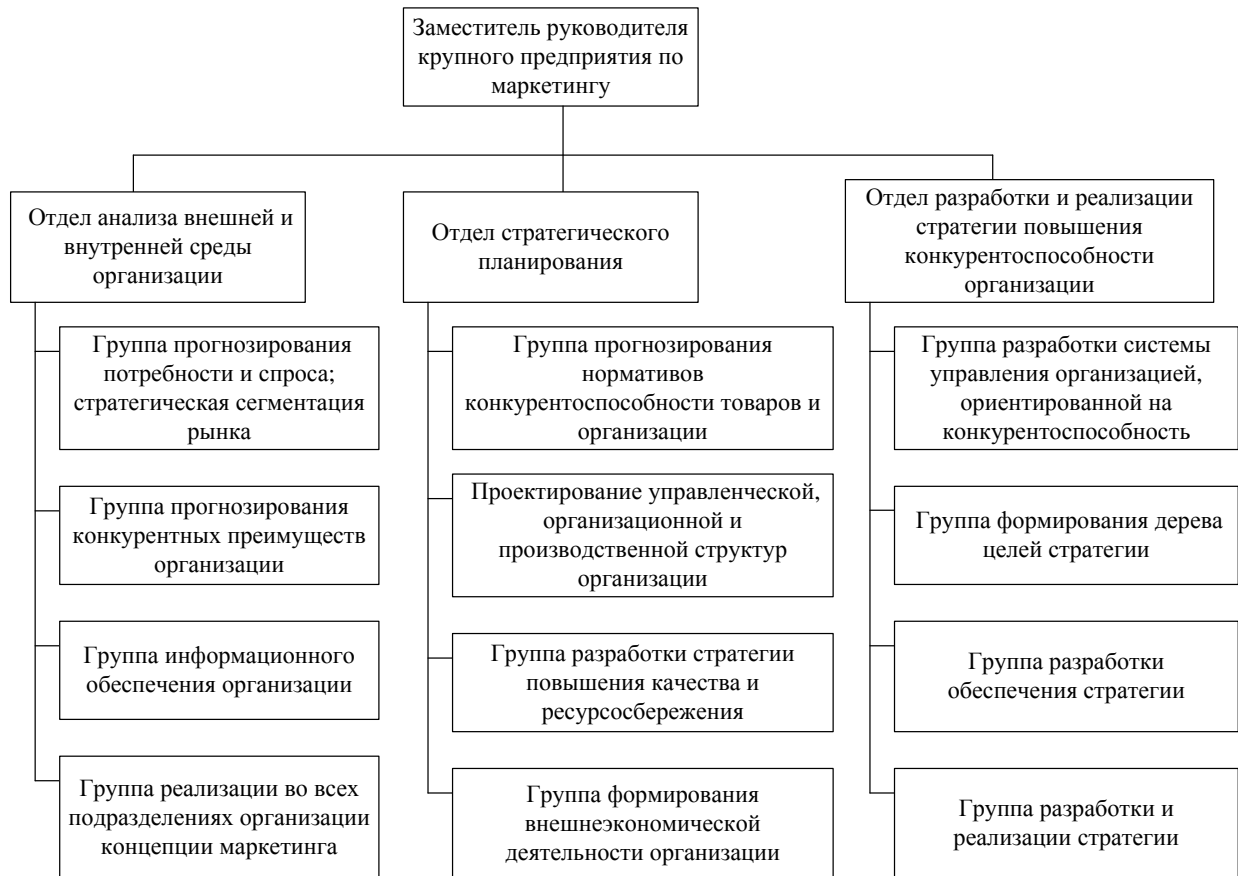 Заместитель руководителя
крупного предприятия по
маркетингу
Отдел анализа внешней и
внутренней среды
организации
Группа прогнозирования
потребности и спроса;
стратегическая сегментация
рынка
Группа прогнозирования
конкурентных преимуществ
организации
Группа информационного
обеспечения организации
Группа реализации во всех
подразделениях организации
концепции маркетинга
Отдел стратегического
планирования
Группа прогнозирования
нормативов
конкурентоспособности товаров и
организации
Проектирование управленческой,
организационной и
производственной структур
организации
Группа разработки стратегии
повышения качества и
ресурсосбережения
Группа формирования
внешнеэкономической
деятельности организации
Отдел разработки и реализации
стратегии повышения
конкурентоспособности
организации
Группа разработки системы
управления организацией,
ориентированной на
конкурентоспособность
Группа формирования дерева
целей стратегии
Группа разработки
обеспечения стратегии
Группа разработки и
реализации стратегии